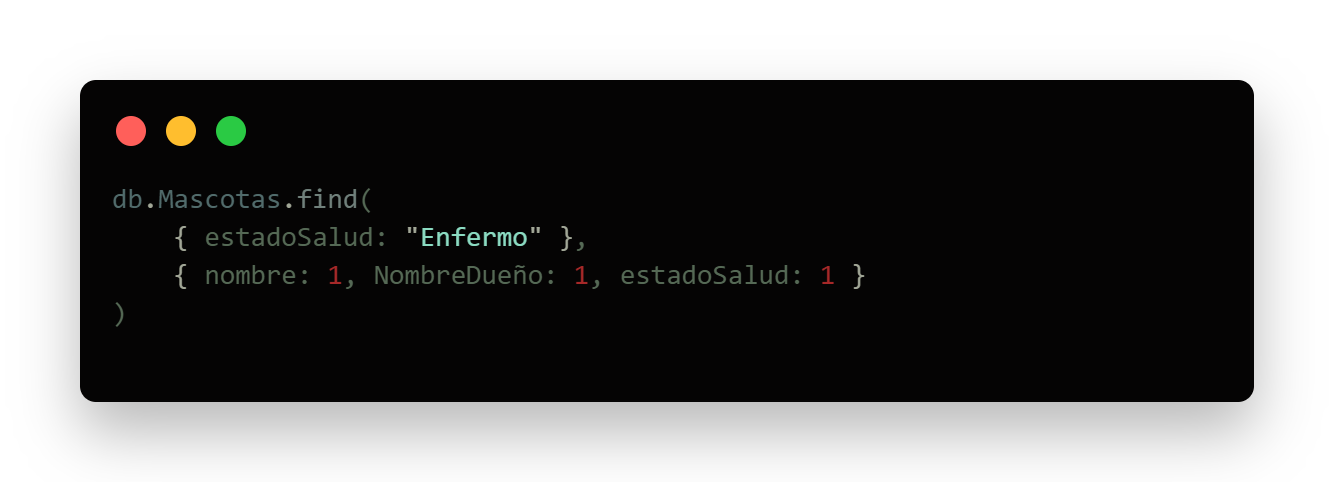 db.Mascotas.find(
    { estadoSalud: "Enfermo" },
    { nombre: 1, NombreDueño: 1, estadoSalud: 1 }
)